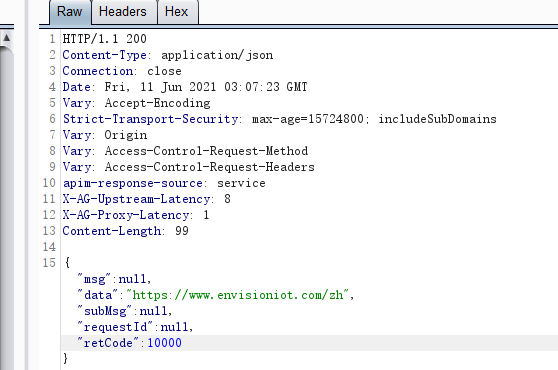 Raw Headers Hex
1 HTTP/1.1 200
2 Content-Type: application/json
3 Connection: close
4 Date: Fri, 11 Jun 2021 03:07:23 GMT
5 Vary: Accept-Encoding
6 Strict-Transport-Security: max-age=15724800; includeSubDomains
7 Vary: Origin
8 Vary: Access-Control-Request-Method
9 Vary: Access-Control-Request-Headers
10 apim-response-source: service
11 X-AG-Upstream-Latency: 8
12 X-AG-Proxy-Latency: 1
13 Content-Length: 99
14
15 {
"msg":null,
"data":"https://www.envisioniot.com/zh",
"subMsg":null,
"requestId":null,
"retCode":10000
}